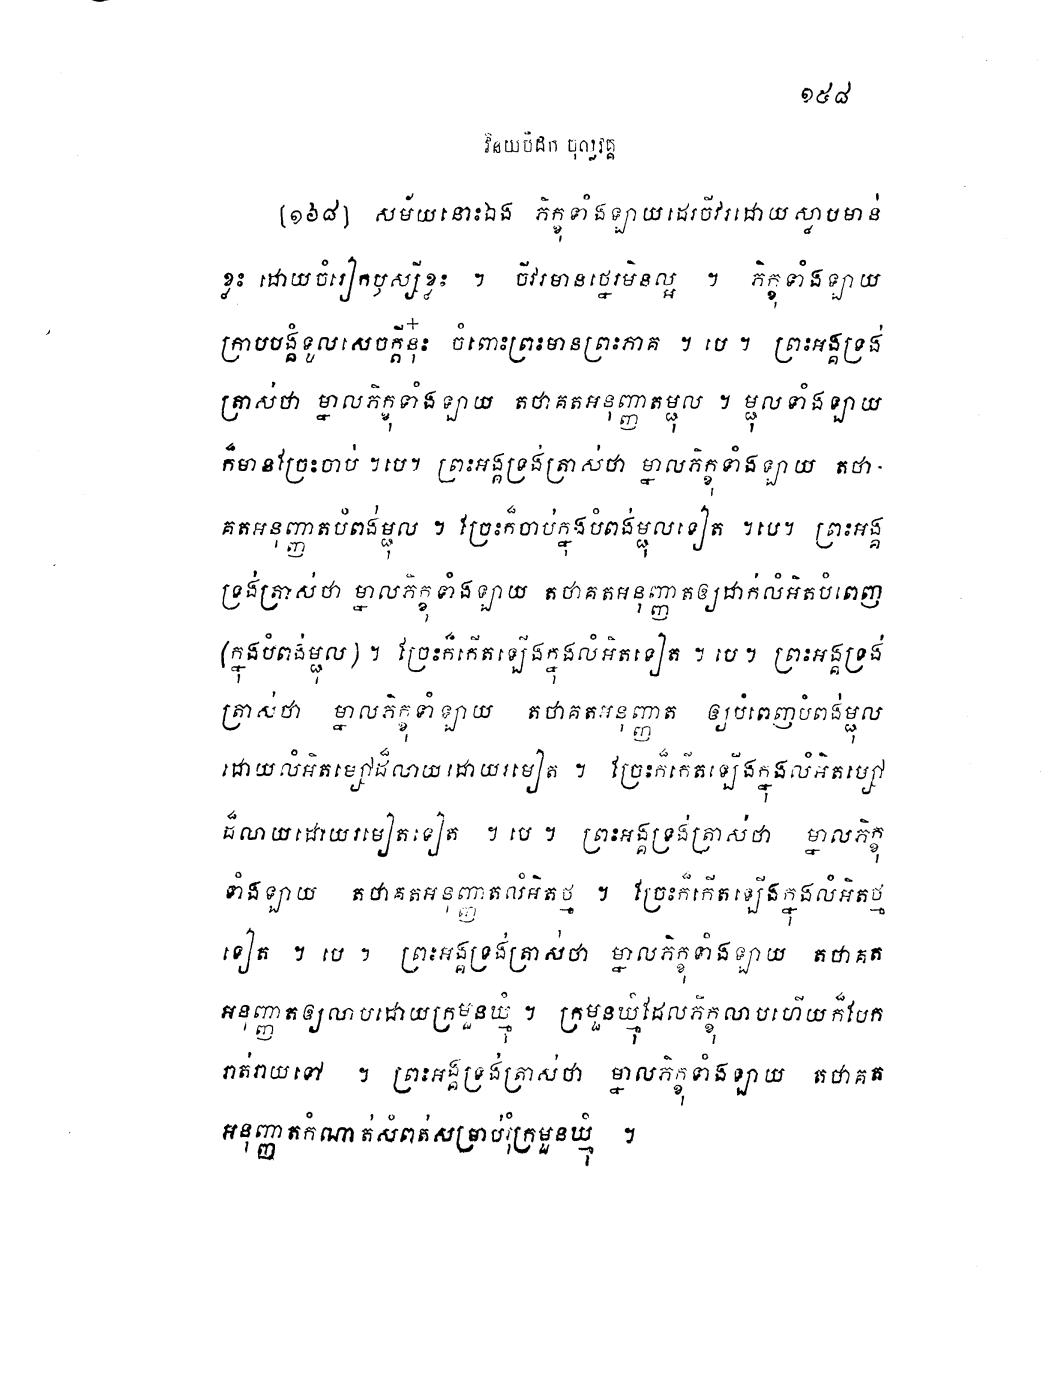 ១៥៨
វិនយបិដក ចុល្លវគ្គ
(១៦៨) សម័យនោះឯង ភិក្ខុទាំងឡាយដេរចីវរដោយស្លាបមាន់
ខ្លះ ដោយចំរៀកឫស្សីខ្លះ ។ ចីវរមានថ្នេរមិនល្អ ។ ភិក្ខុទាំងឡាយ
ក្រាបបង្គំទូលសេចក្តីនុ៎ះ ចំពោះព្រះមានព្រះភាគ ។ បេ ។ ព្រះអង្គទ្រង់
ត្រាស់ថា ម្នាលភិក្ខុទាំងឡាយ តថាគតអនុញ្ញាតម្ជុល ។ ម្ជុលទាំងឡាយ
ក៏មានច្រែះចាប់ ។បេ។ ព្រះអង្គទ្រង់ត្រាស់ថា ម្នាលភិក្ខុទាំងឡាយ តថា-
គតអនុញ្ញាតបំពង់ម្ជុល ។ ច្រែះក៏ចាប់ក្នុងបំពង់ម្ជុលទៀត ។បេ។ ព្រះអង្គ
ទ្រង់ត្រាស់ថា ម្នាលភិក្ខុទាំងឡាយ តថាគតអនុញ្ញាតឲ្យដាក់លំអិតបំពេញ
(ក្នុងបំពង់ម្ជុល) ។ ច្រែះក៏កើតឡើងក្នុងលំអិតទៀត ។ បេ ។ ព្រះអង្គទ្រង់
ត្រាស់ថា ម្នាលភិក្ខុទាំឡាយ តថាគតអនុញ្ញាត ឲ្យបំពេញបំពង់ម្ជុល
ដោយលំអិតម្សៅដ៏លាយដោយរមៀត ។ ច្រែះក៏កើតឡើងក្នុងលំអិតម្សៅ
ដ៏លាយដោយរមៀតទៀត ។ បេ ។ ព្រះអង្គទ្រង់ត្រាស់ថា ម្នាលភិក្ខុ
ទាំងឡាយ តថាគតអនុញ្ញាតលំអិតថ្ម ។ ច្រែះក៏កើតឡើងក្នុងលំអិតថ្ម
ទៀត ។ បេ ។ ព្រះអង្គទ្រង់ត្រាស់ថា ម្នាលភិក្ខុទាំងឡាយ តថាគត
អនុញ្ញាតឲ្យលាបដោយក្រមួនឃ្មុំ ។ ក្រមួនឃ្មុំដែលភិក្ខុលាបហើយក៏បែក
រាត់រាយទៅ ។ ព្រះអង្គទ្រង់ត្រាស់ថា ម្នាលភិក្ខុទាំងឡាយ តថាគត
អនុញ្ញាតកំណាត់សំពត់សម្រាប់រុំក្រមួនឃ្មុំ ។